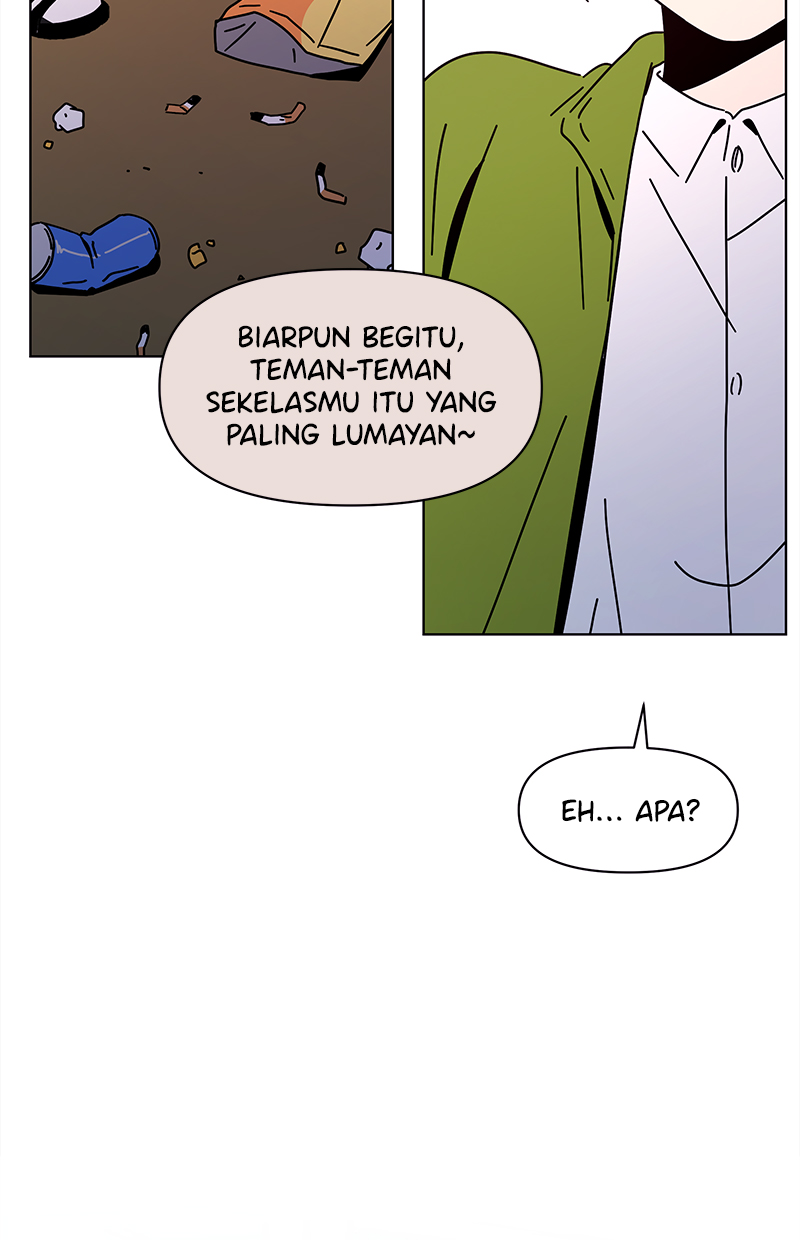 BIARPUN BEGITU,
TEMAN-TEMAN
SEKELASMU ITU YANG
PALING LUMAYAN~
EH... APA?